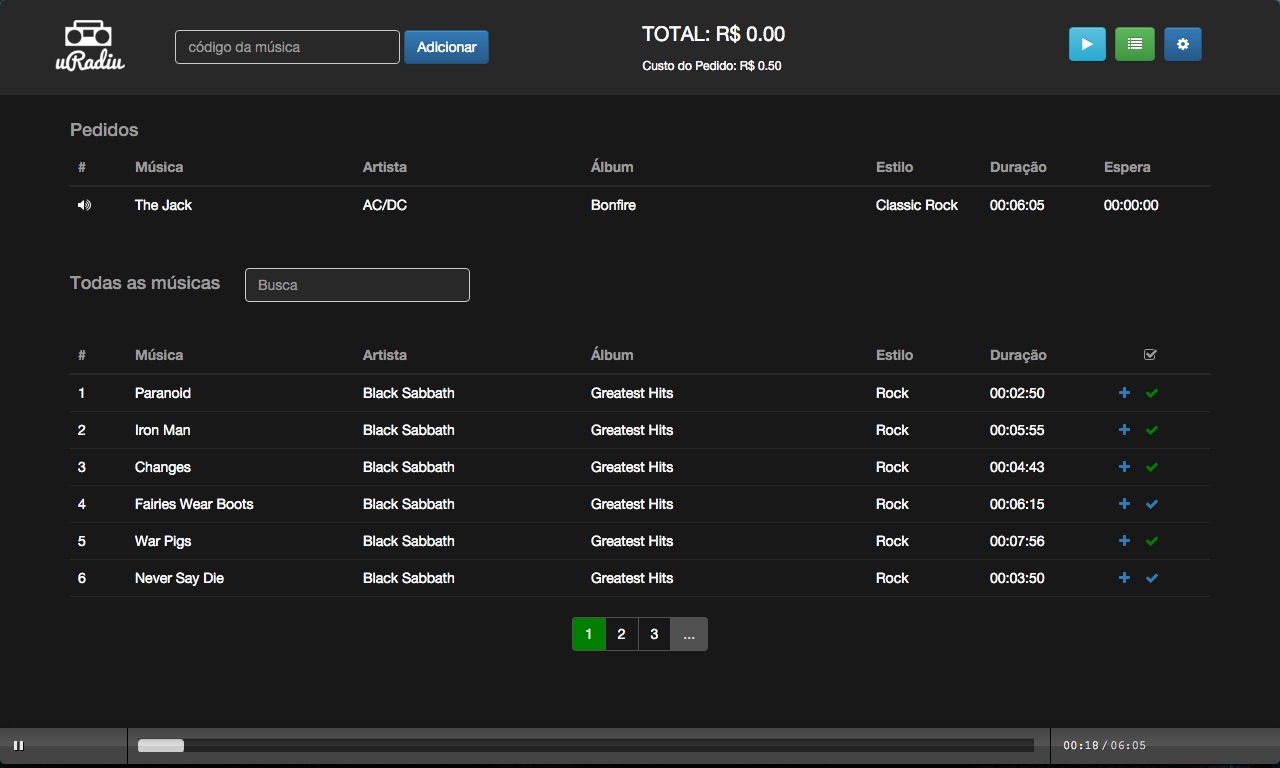 uRadiu
código da música Adicionar
TOTAL: R$ 0.00
Custo do Pedido: R$ 0.50
Pedidos
# Música Artista Álbum Estilo Duração Espera
The Jack AC/DC Bonfire Classic Rock 00:06:05 00:00:00
Todas as músicas Busca
# Música Artista Álbum Estilo Duração
1 Paranoid Black Sabbath Greatest Hits Rock 00:02:50
2 Iron Man Black Sabbath Greatest Hits Rock 00:05:55
3 Changes Black Sabbath Greatest Hits Rock 00:04:43
4 Fairies Wear Boots Black Sabbath Greatest Hits Rock 00:06:15
5 War Pigs Black Sabbath Greatest Hits Rock 00:07:56
6 Never Say Die Black Sabbath Greatest Hits Rock 00:03:50
1 2 3 ...
00:18/06:05